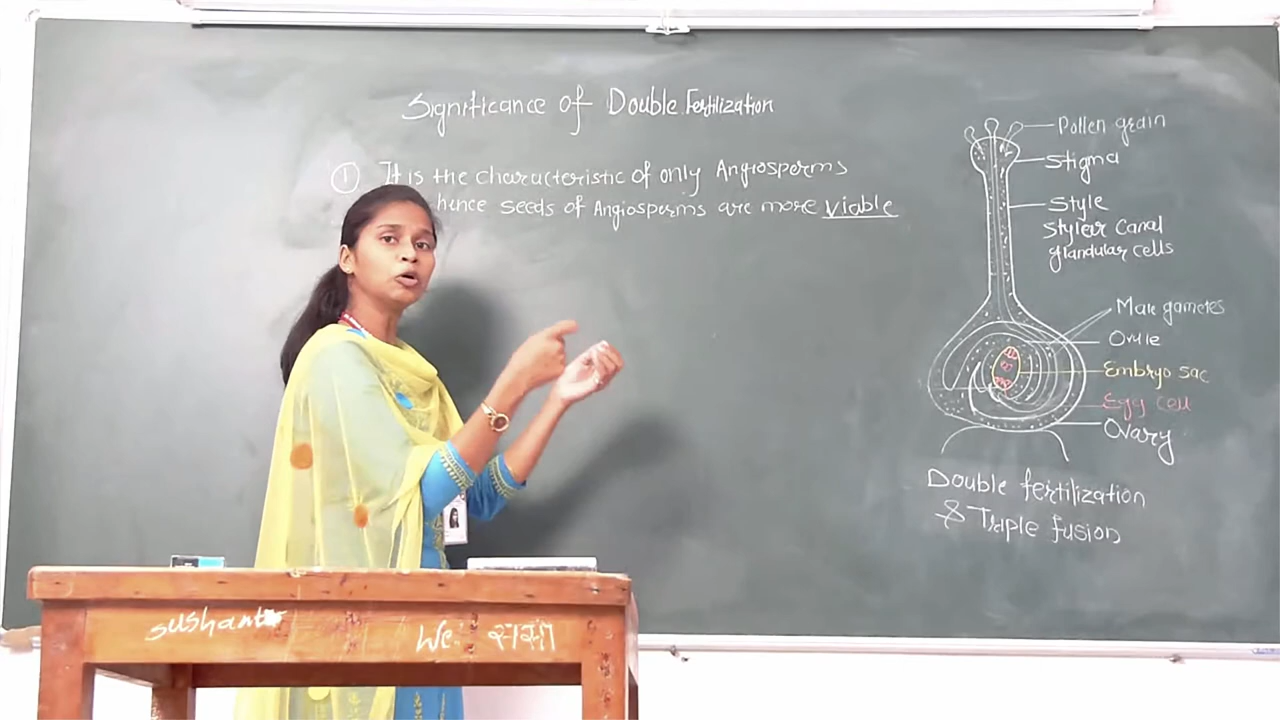 Significance of Double Fertilization
① It is the characteristic of only Angiosperms
hence seeds of Angiosperms are more viable
Pollen grain
Stigma
Style
Stylar Canal
glandular cells
Male gametes
Ovule
Embryo sac
Egg cell
Ovary
Double fertilization
& Triple fusion
sushant
We: